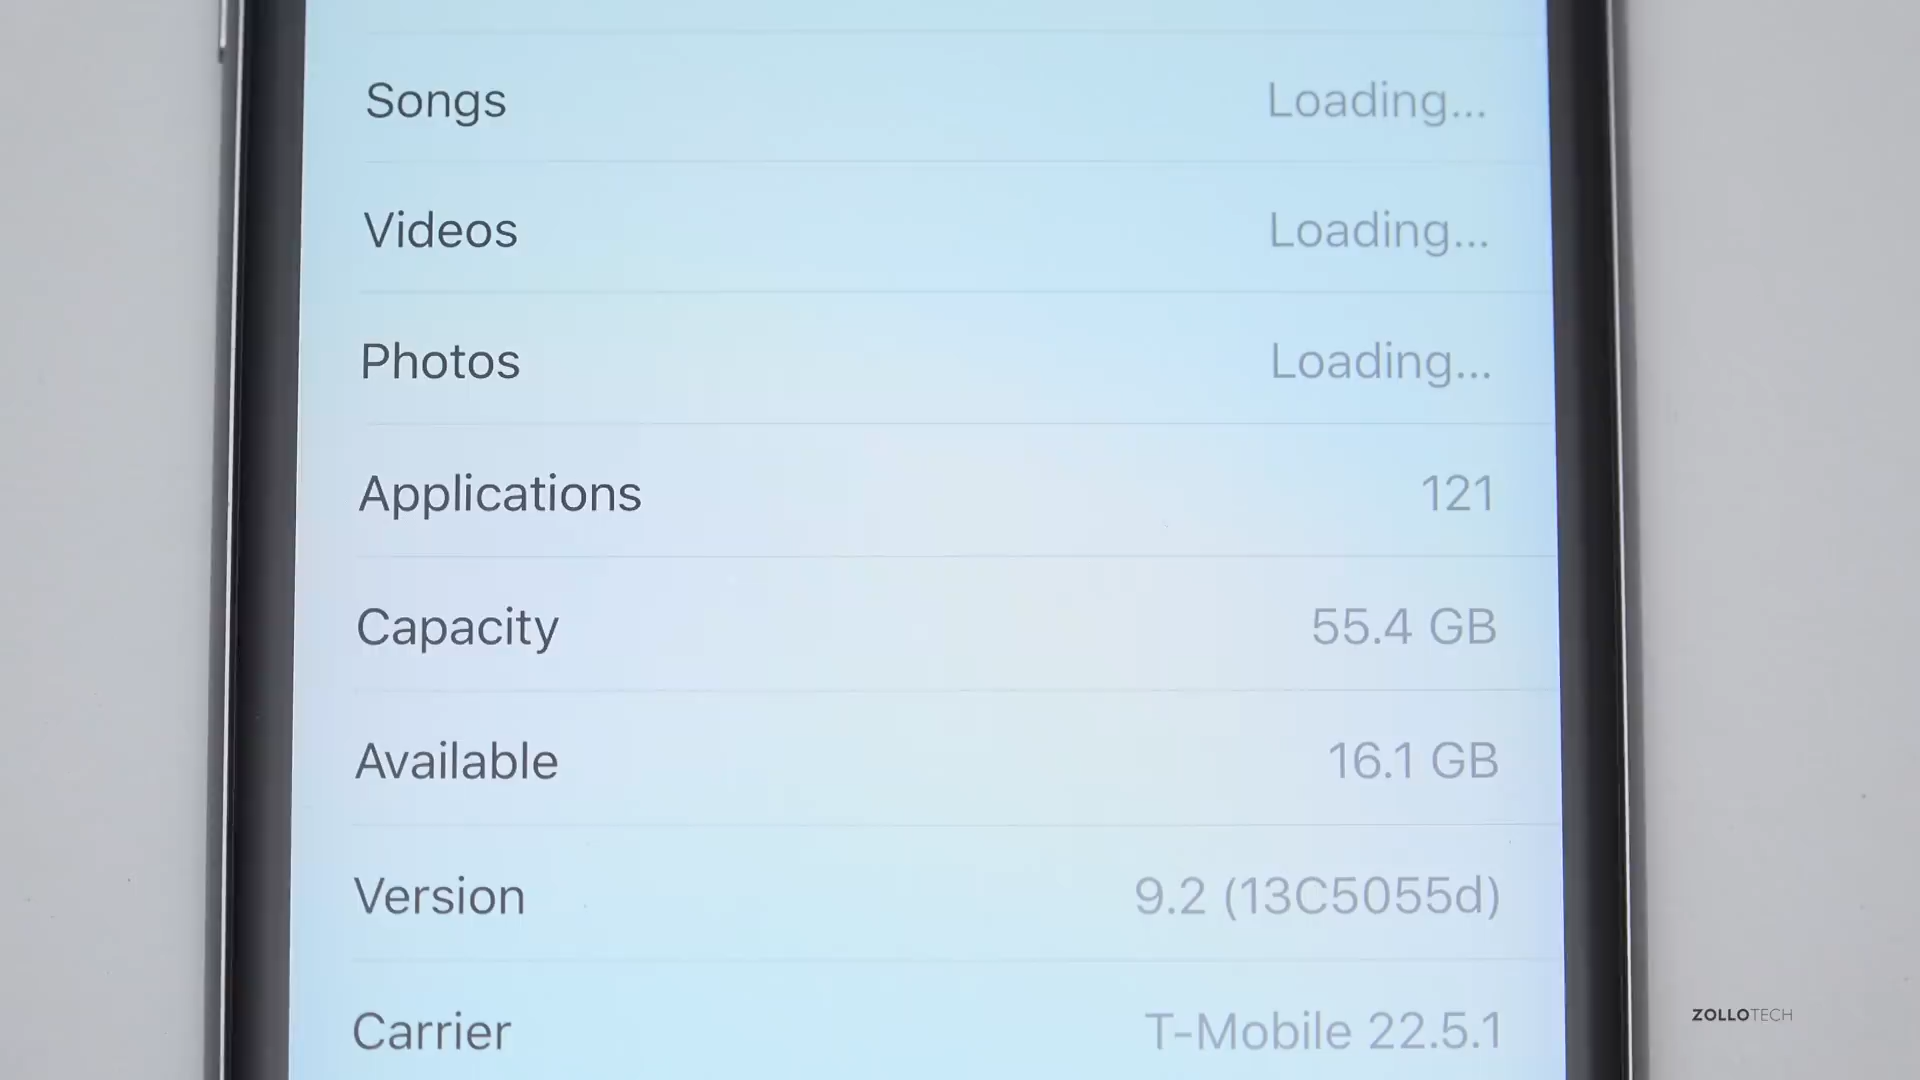 Songs Loading...
Videos Loading...
Photos Loading...
Applications 121
Capacity 55.4 GB
Available 16.1 GB
Version 9.2 (13C5055d)
Carrier T-Mobile 22.5.1
ZOLLOTECH